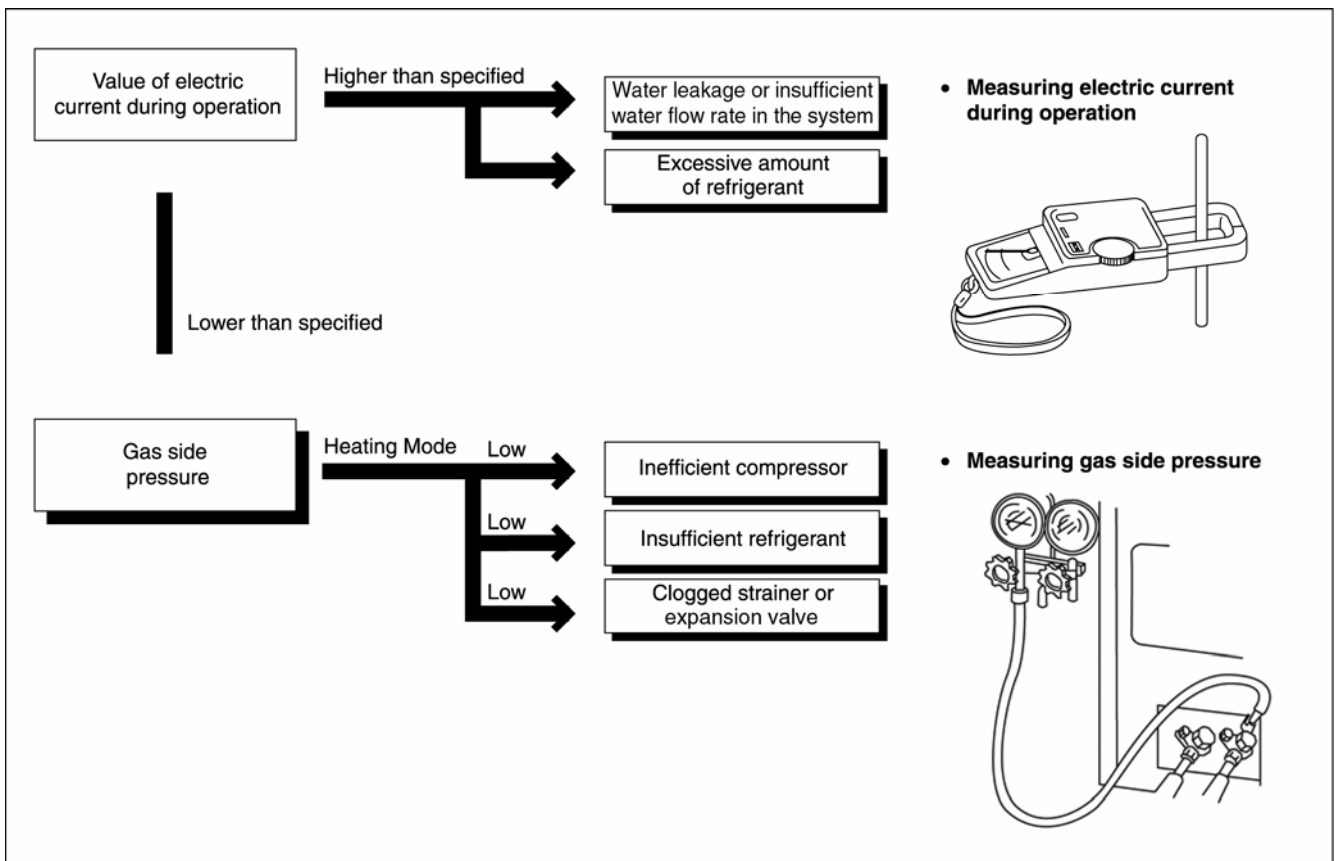 Value of electric
current during operation
Higher than specified
Water leakage or insufficient
water flow rate in the system
Excessive amount
of refrigerant
• Measuring electric current
during operation
Lower than specified
Gas side
pressure
Heating Mode
Low
Inefficient compressor
Low
Insufficient refrigerant
Low
Clogged strainer or
expansion valve
• Measuring gas side pressure